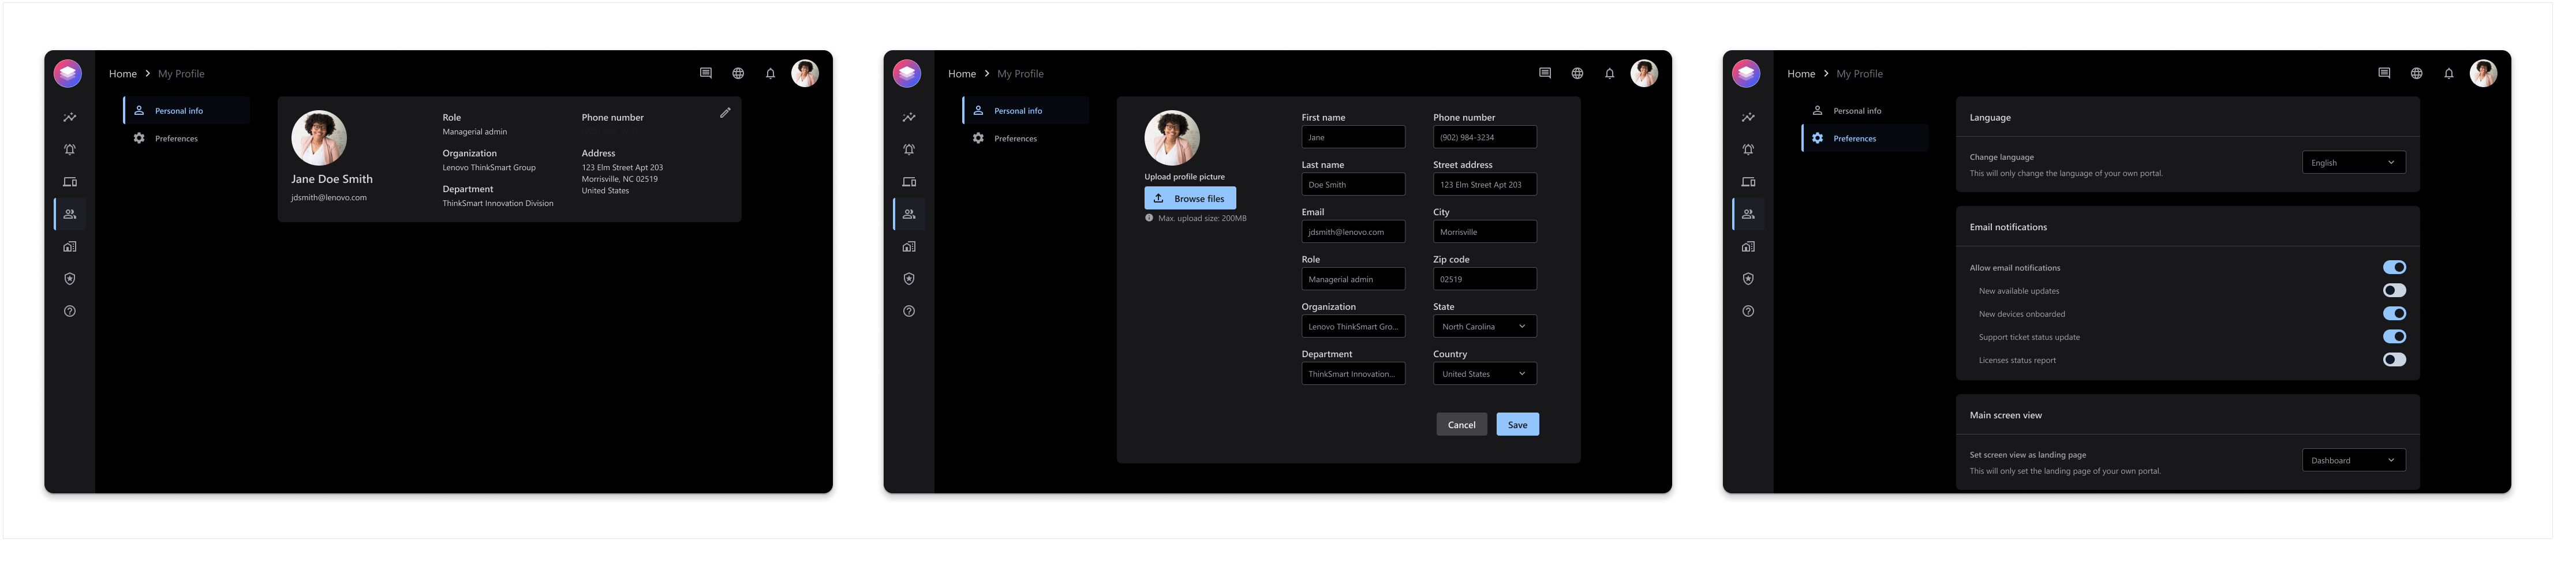 Home > My Profile
Personal info
Preferences
Jane Doe Smith
jdsmith@lenovo.com
Role
Managerial admin
Organization
Lenovo ThinkSmart Group
Department
ThinkSmart Innovation Division
Phone number
Address
123 Elm Street Apt 203
Morrisville, NC 02519
United States
Home > My Profile
Personal info
Preferences
Upload profile picture
Browse files
Max. upload size: 200MB
First name
Jane
Last name
Doe Smith
Email
jdsmith@lenovo.com
Role
Managerial admin
Organization
Lenovo ThinkSmart Gro...
Department
ThinkSmart Innovation...
Phone number
(902) 984-3234
Street address
123 Elm Street Apt 203
City
Morrisville
Zip code
02519
State
North Carolina
Country
United States
Cancel
Save
Home > My Profile
Personal info
Preferences
Language
Change language
This will only change the language of your own portal.
English
Email notifications
Allow email notifications
New available updates
New devices onboarded
Support ticket status update
Licenses status report
Main screen view
Set screen view as landing page
This will only set the landing page of your own portal.
Dashboard